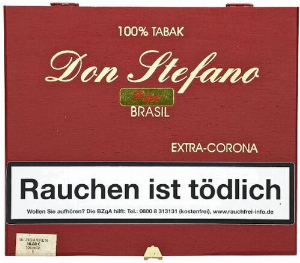 100% TABAK
Don Stefano
BRASIL
EXTRA-CORONA
Rauchen ist tödlich
Wollen Sie aufhören? Die BZgA hilft: Tel.: 0800 8 313131 (kostenfrei), www.rauchfrei-info.de